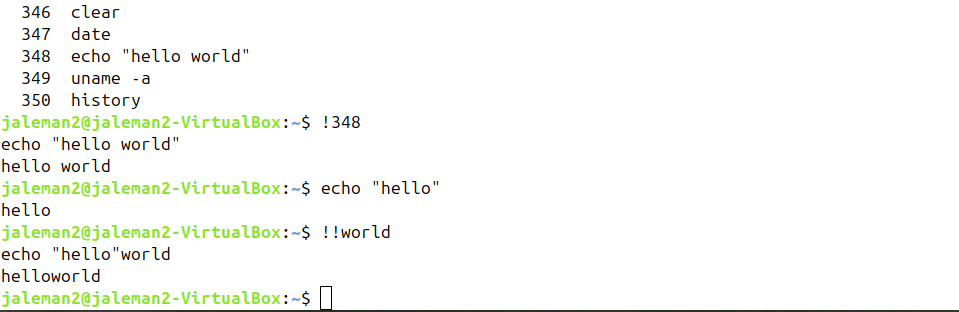 346  clear
347  date
348  echo "hello world"
349  uname -a
350  history
jaleman2@jaleman2-VirtualBox:~$ !348
echo "hello world"
hello world
jaleman2@jaleman2-VirtualBox:~$ echo "hello"
hello
jaleman2@jaleman2-VirtualBox:~$ !!world
echo "hello"world
helloworld
jaleman2@jaleman2-VirtualBox:~$